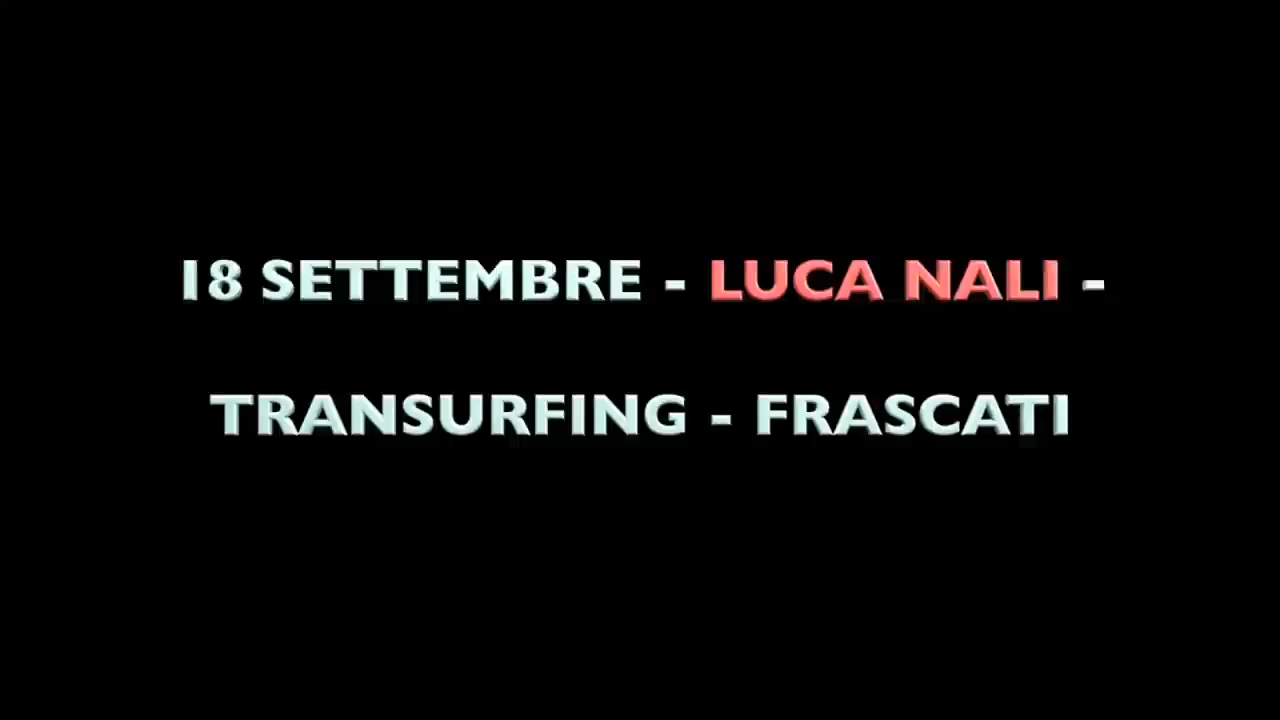 18 SETTEMBRE - LUCA NALI -
TRANSURFING - FRASCATI